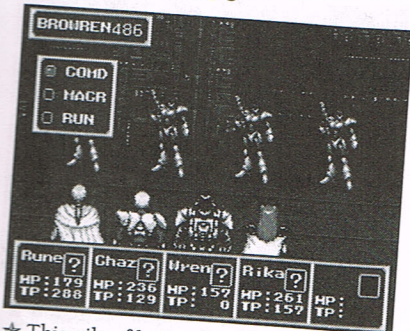 BROWREN486
COMD
MACR
RUN
Rune ? Chaz ? Wren ? Rika ?
HP:179 HP:236 HP:157 HP:261 HP:
TP:288 TP:129 TP: 0 TP:157 TP: